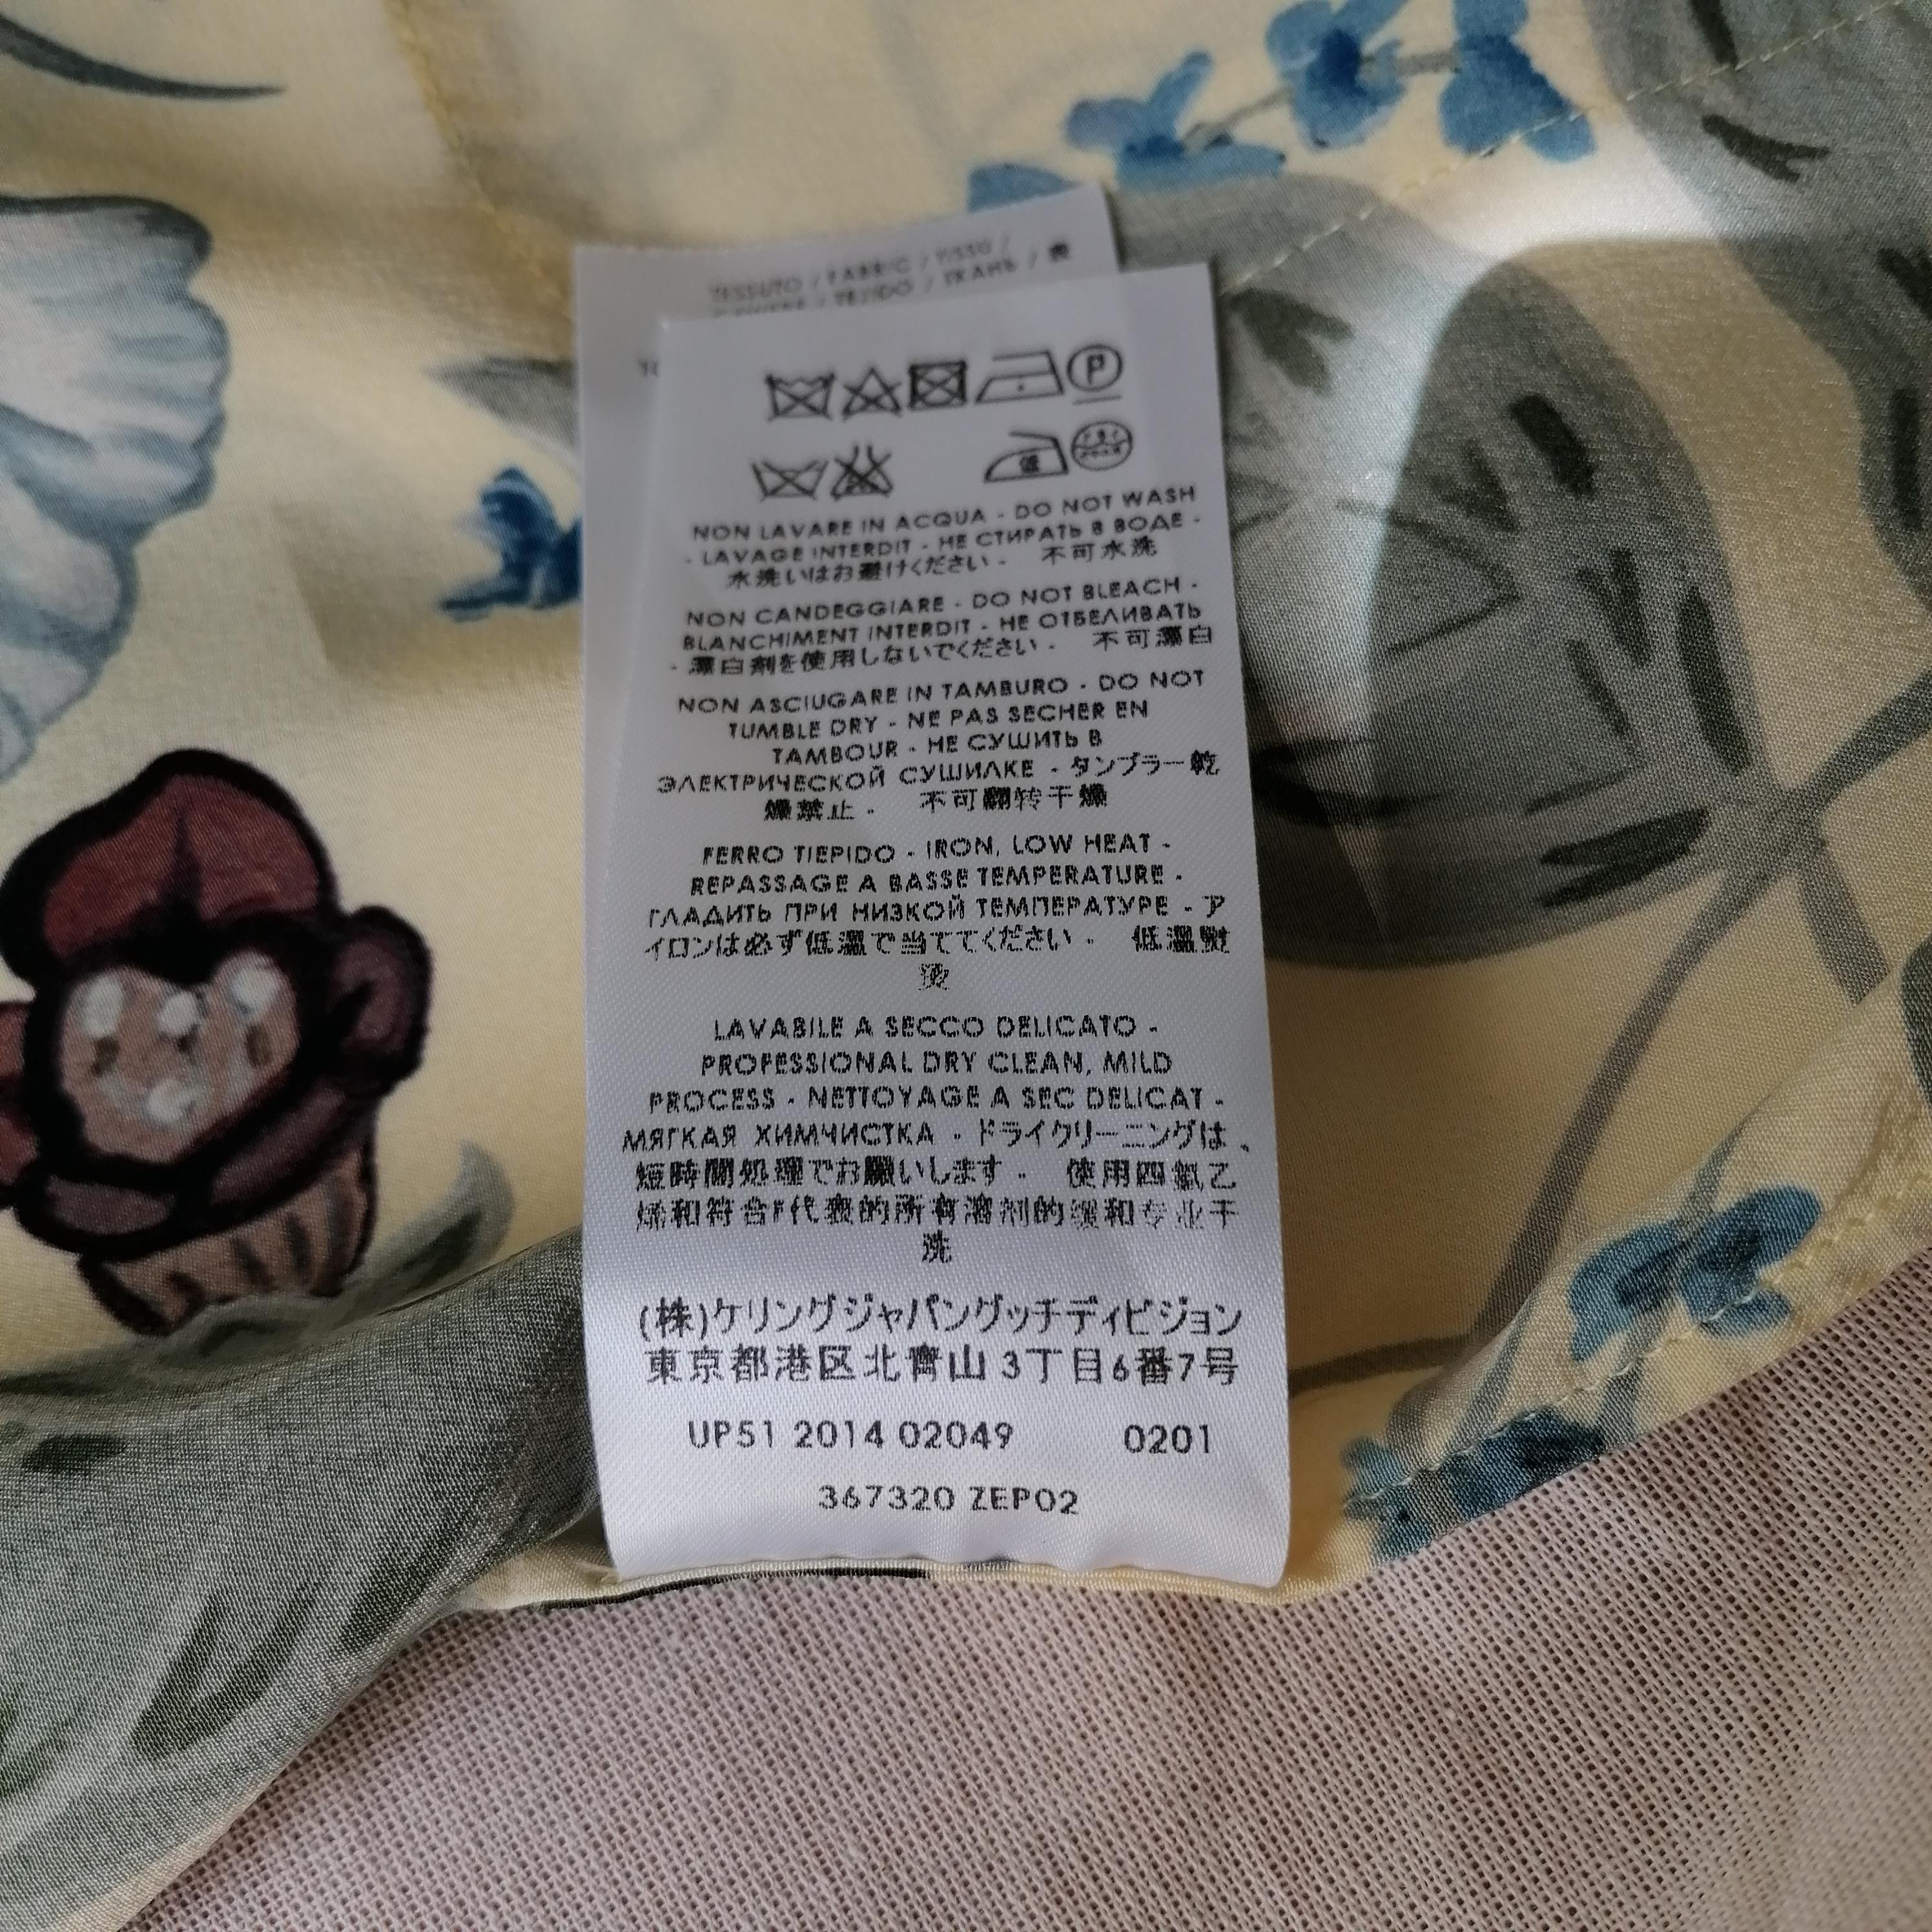 TESSUTO / FABRIC / TISSU /
/ TEJIDO / ТКАНЬ / 表
P
低
NON LAVARE IN ACQUA - DO NOT WASH
- LAVAGE INTERDIT - НЕ СТИРАТЬ В ВОДЕ -
水洗いはお避けください - 不可水洗
NON CANDEGGIARE - DO NOT BLEACH -
BLANCHIMENT INTERDIT - НЕ ОТБЕЛИВАТЬ
- 漂白剤を使用しないでください - 不可漂白
NON ASCIUGARE IN TAMBURO - DO NOT
TUMBLE DRY - NE PAS SECHER EN
TAMBOUR - НЕ СУШИТЬ В
ЭЛЕКТРИЧЕСКОЙ СУШИЛКЕ - タンブラー乾
燥禁止 - 不可翻转干燥
FERRO TIEPIDO - IRON, LOW HEAT -
REPASSAGE A BASSE TEMPERATURE -
ГЛАДИТЬ ПРИ НИЗКОЙ ТЕМПЕРАТУРЕ - ア
イロンは必ず低温で当ててください - 低温熨
烫
LAVABILE A SECCO DELICATO -
PROFESSIONAL DRY CLEAN, MILD
PROCESS - NETTOYAGE A SEC DELICAT -
МЯГКАЯ ХИМЧИСТКА - ドライクリーニングは、
短時間処理でお願いします - 使用四氯乙
烯和符合F代表的所有溶剂的缓和专业干
洗
(株)ケリングジャパングッチディビジョン
東京都港区北青山 3丁目6番7号
UP51 2014 02049 0201
367320 ZEP02